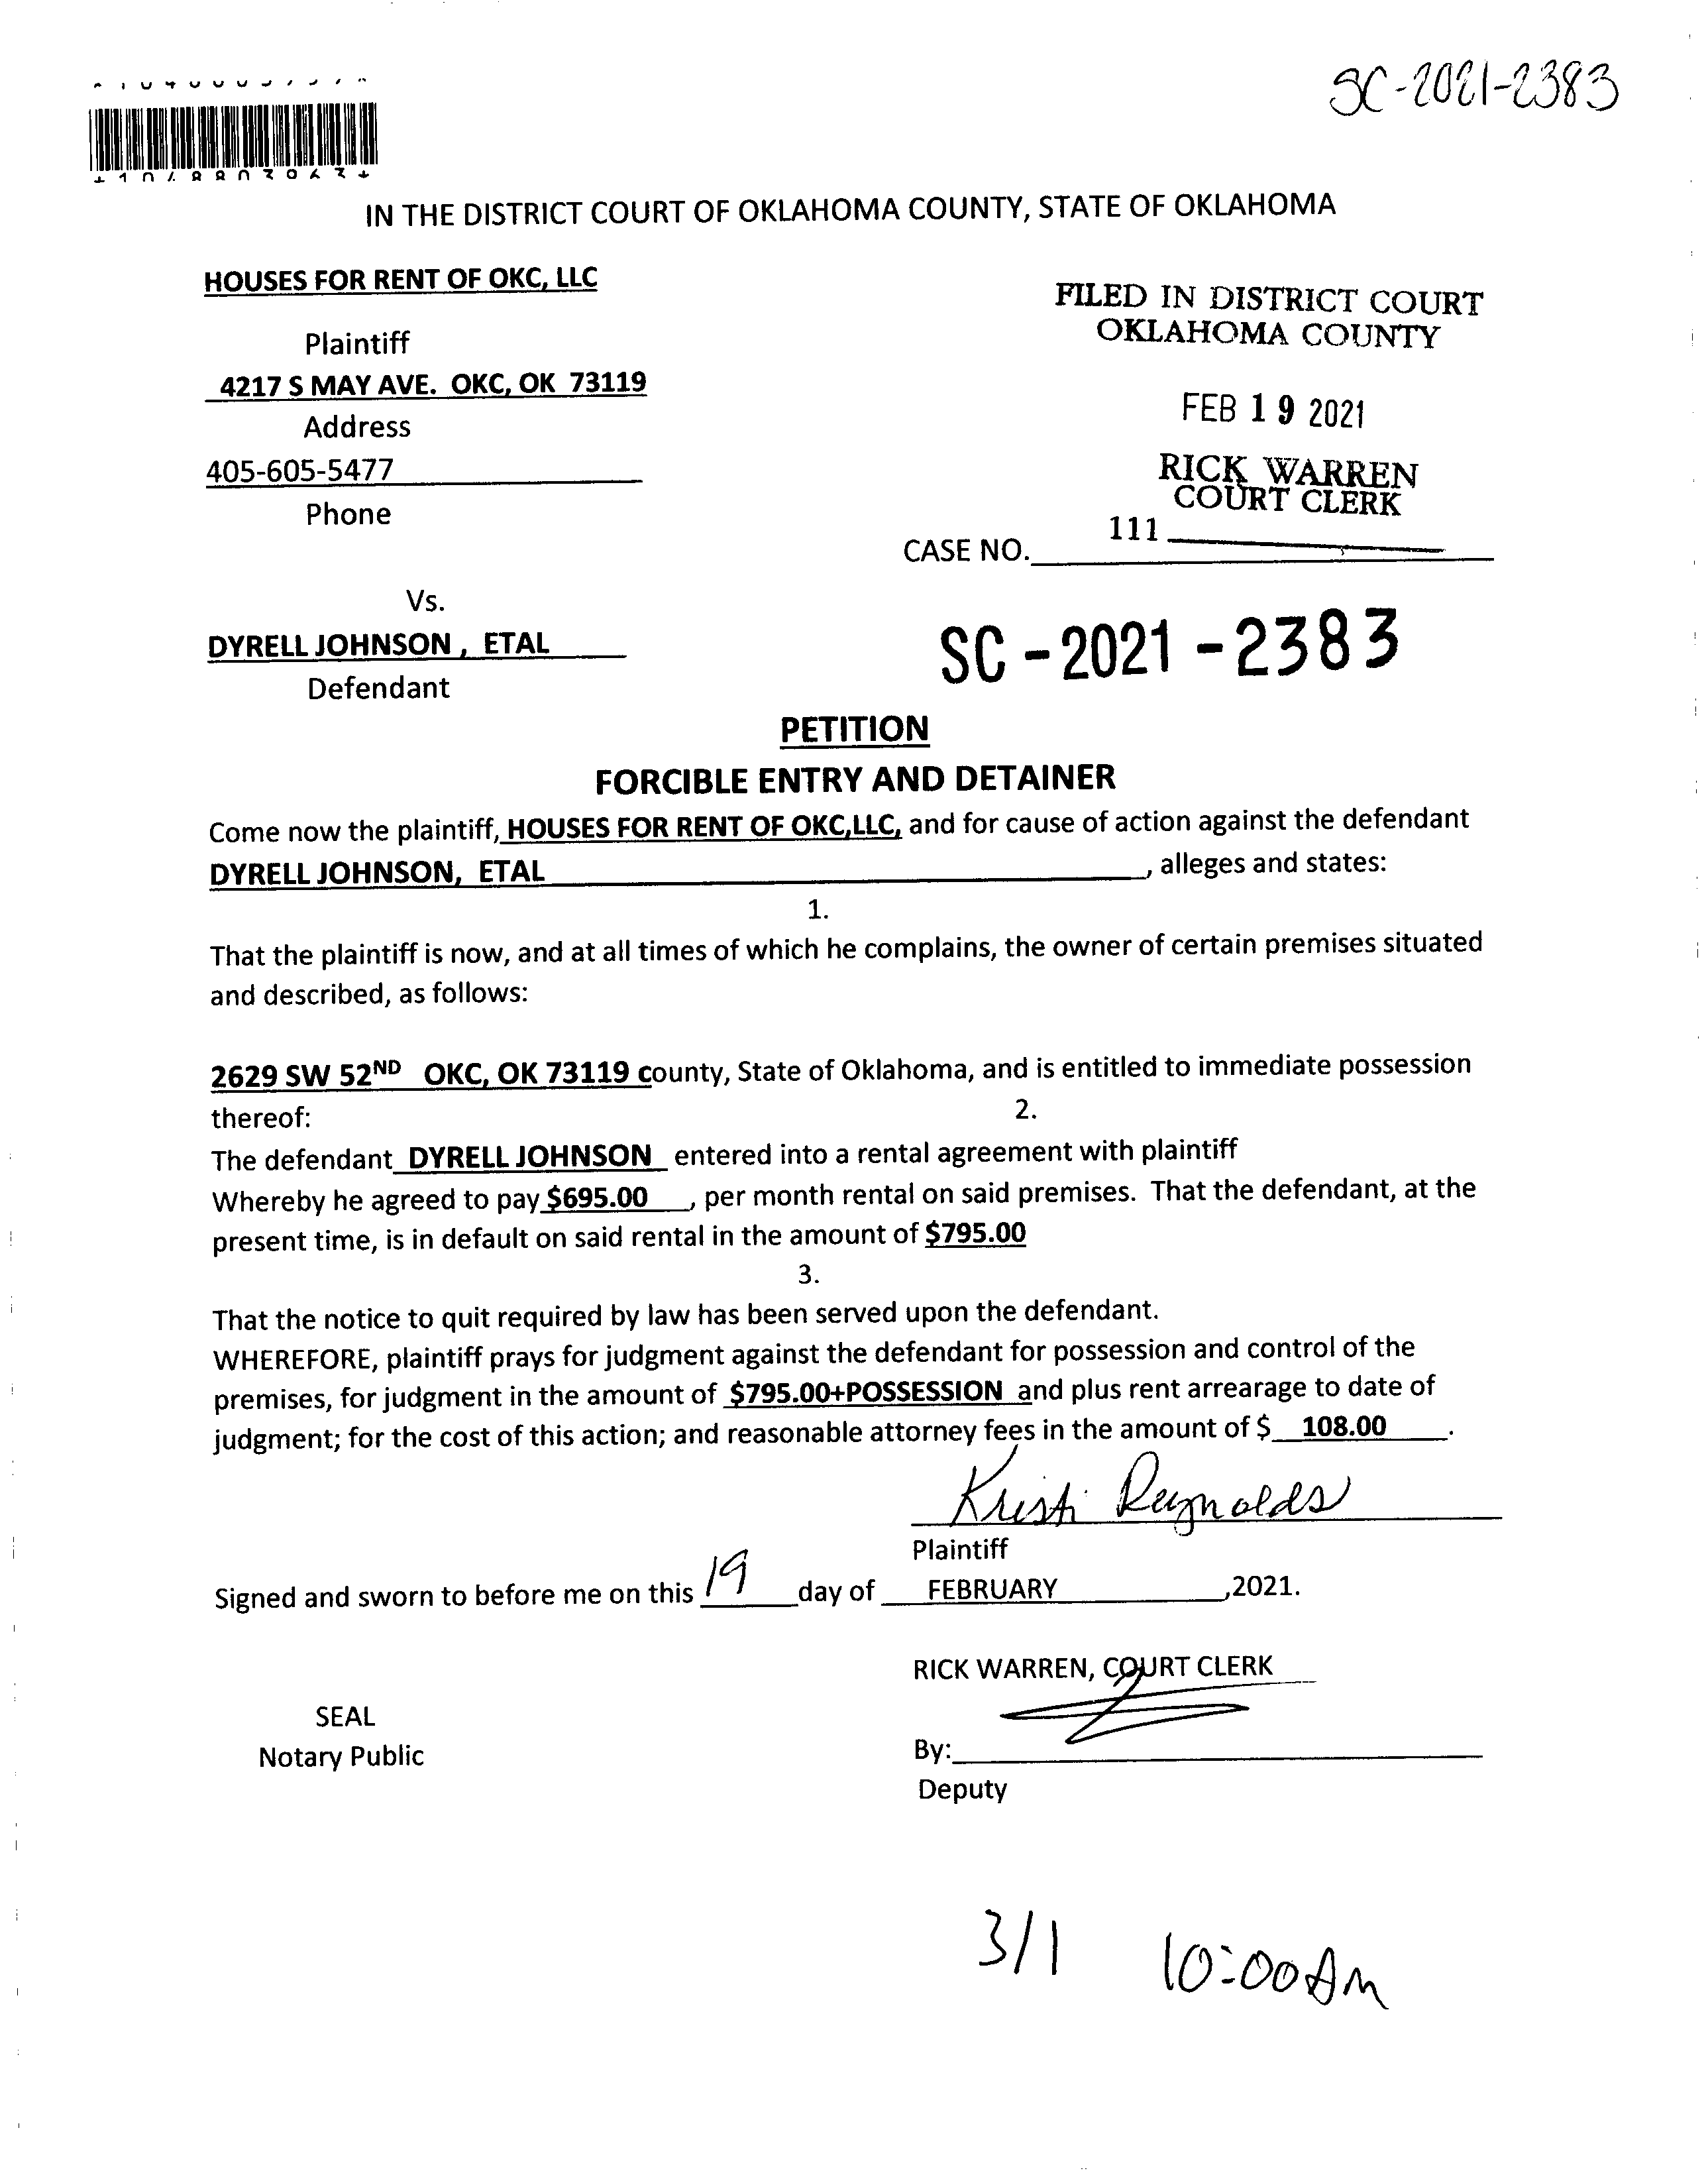 SC-2021-2383
IN THE DISTRICT COURT OF OKLAHOMA COUNTY, STATE OF OKLAHOMA
HOUSES FOR RENT OF OKC, LLC
Plaintiff
4217 S MAY AVE. OKC, OK 73119
Address
405-605-5477
Phone
FILED IN DISTRICT COURT
OKLAHOMA COUNTY
FEB 19 2021
RICK WARREN
COURT CLERK
111
CASE NO.
Vs.
DYRELL JOHNSON , ETAL
Defendant
SC - 2021 - 2383
PETITION
FORCIBLE ENTRY AND DETAINER
Come now the plaintiff, HOUSES FOR RENT OF OKC,LLC, and for cause of action against the defendant
DYRELL JOHNSON, ETAL, alleges and states:
1.
That the plaintiff is now, and at all times of which he complains, the owner of certain premises situated
and described, as follows:
2629 SW 52ND OKC, OK 73119 county, State of Oklahoma, and is entitled to immediate possession
thereof: 2.
The defendant DYRELL JOHNSON entered into a rental agreement with plaintiff
Whereby he agreed to pay $695.00 , per month rental on said premises. That the defendant, at the
present time, is in default on said rental in the amount of $795.00
3.
That the notice to quit required by law has been served upon the defendant.
WHEREFORE, plaintiff prays for judgment against the defendant for possession and control of the
premises, for judgment in the amount of $795.00+POSSESSION and plus rent arrearage to date of
judgment; for the cost of this action; and reasonable attorney fees in the amount of $ 108.00 .
Kristi Reynolds
Plaintiff
Signed and sworn to before me on this 19 day of FEBRUARY ,2021.
RICK WARREN, COURT CLERK
SEAL
Notary Public
By:
Deputy
3/1 10:00 AM